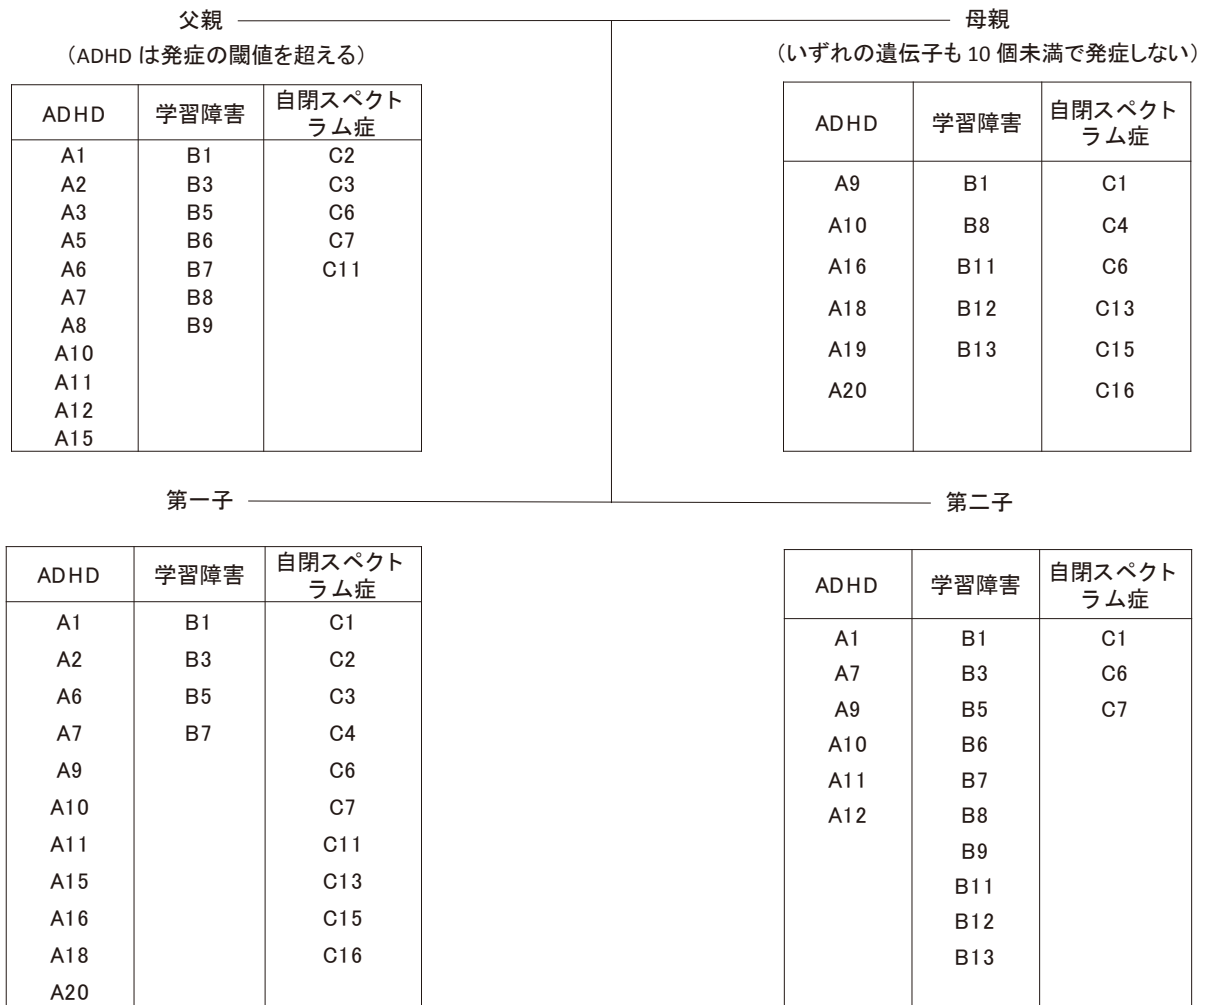 父親
母親
（ADHD は発症の閾値を超える）
（いずれの遺伝子も 10 個未満で発症しない）
ADHD 学習障害 自閉スペクト
ラム症
A1 B1 C2
A2 B3 C3
A3 B5 C6
A5 B6 C7
A6 B7 C11
A7 B8
A8 B9
A10
A11
A12
A15
ADHD 学習障害 自閉スペクト
ラム症
A9 B1 C1
A10 B8 C4
A16 B11 C6
A18 B12 C13
A19 B13 C15
A20 C16
第一子
第二子
ADHD 学習障害 自閉スペクト
ラム症
A1 B1 C1
A2 B3 C2
A6 B5 C3
A7 B7 C4
A9 C6
A10 C7
A11 C11
A15 C13
A16 C15
A18 C16
A20
ADHD 学習障害 自閉スペクト
ラム症
A1 B1 C1
A7 B3 C6
A9 B5 C7
A10 B6
A11 B7
A12 B8
B9
B11
B12
B13